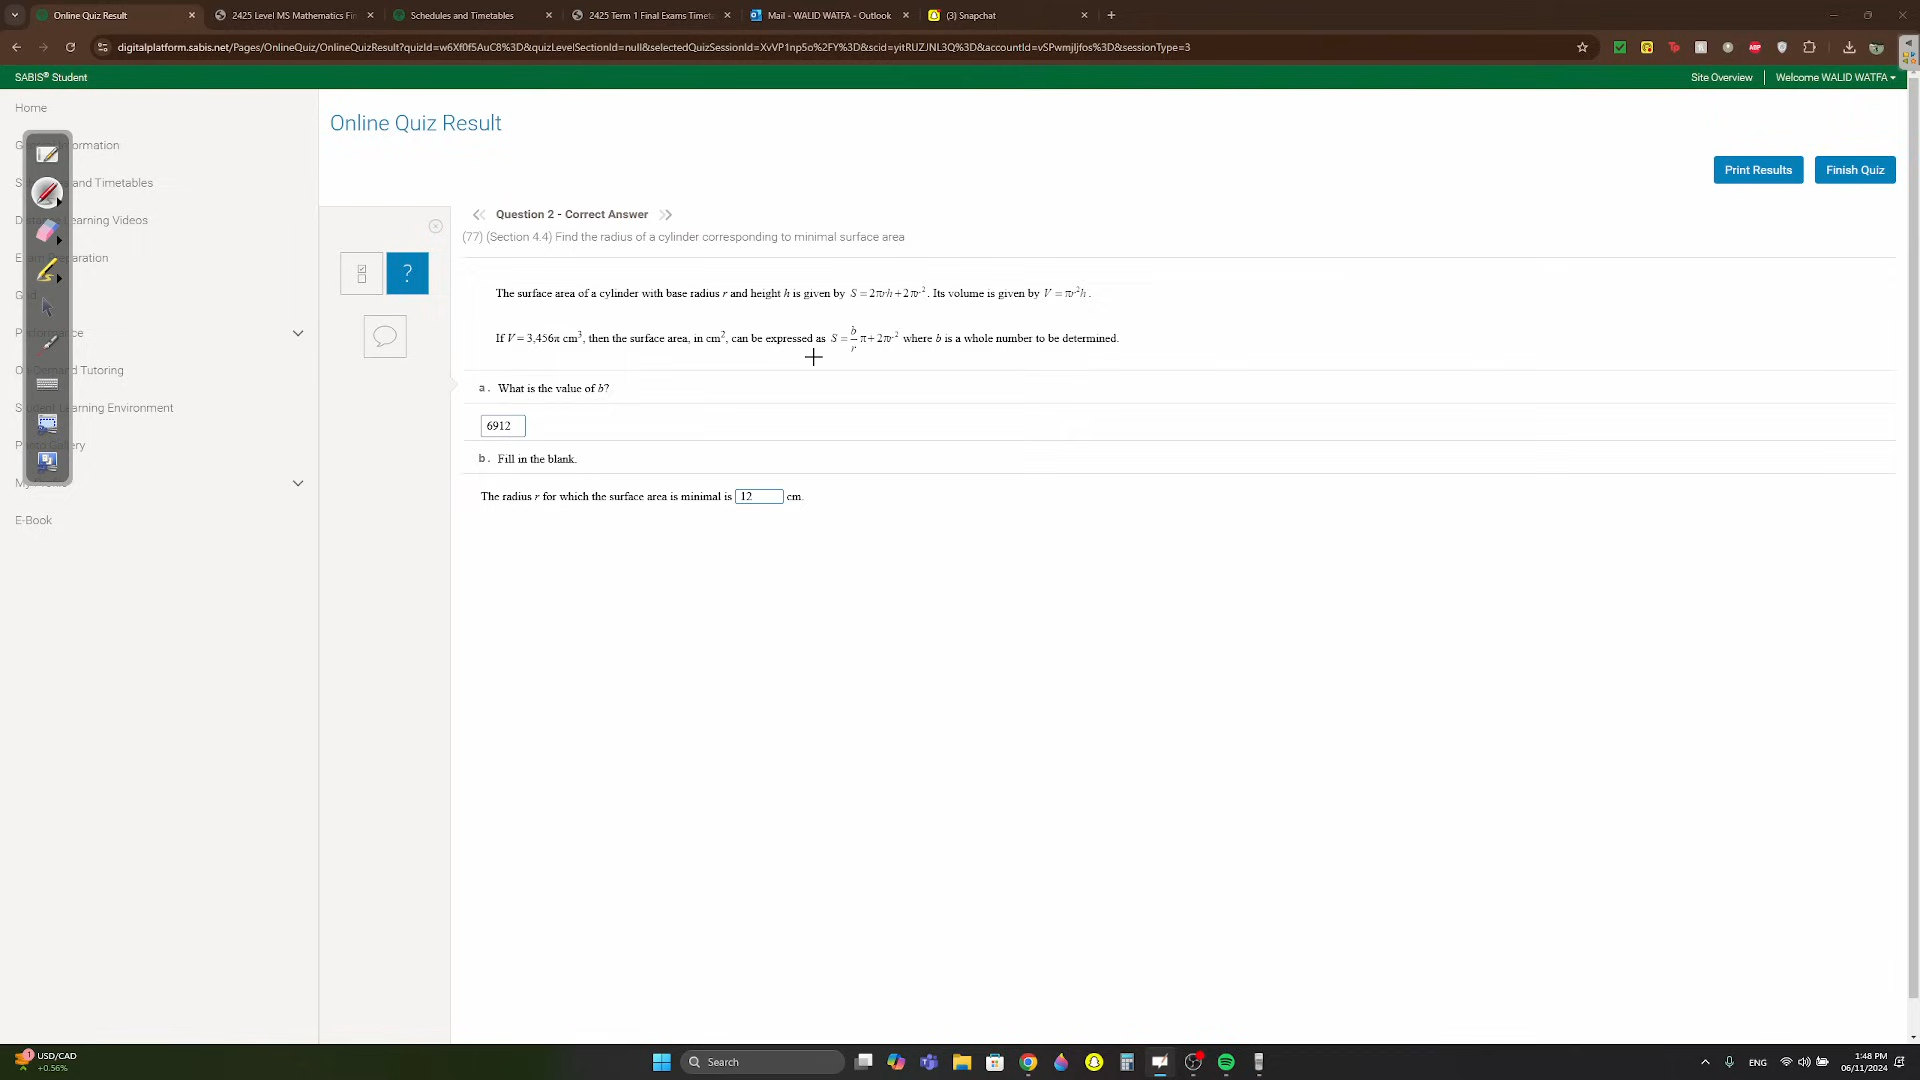 Online Quiz Result
2425 Level MS Mathematics Fin
Schedules and Timetables
2425 Term 1 Final Exams Timeta
Mail - WALID WATFA - Outlook
(3) Snapchat
digitalplatform.sabis.net/Pages/OnlineQuiz/OnlineQuizResult?quizId=w6Xf0f5AuC8%3D&quizLevelSectionId=null&selectedQuizSessionId=XvVP1np5o%2FY%3D&scid=yitRUZJNL3Q%3D&accountId=vSPwmjljfos%3D&sessionType=3
SABIS® Student
Site Overview
Welcome WALID WATFA
Home
and Timetables
Learning Videos
On Demand Tutoring
Student Learning Environment
E-Book
Online Quiz Result
Print Results
Finish Quiz
Question 2 - Correct Answer
(77) (Section 4.4) Find the radius of a cylinder corresponding to minimal surface area
?
The surface area of a cylinder with base radius r and height h is given by S = 2πrh + 2πr². Its volume is given by V = πr²h.
If V = 3,456π cm³, then the surface area, in cm², can be expressed as S = b/r π + 2πr² where b is a whole number to be determined.
a. What is the value of b?
6912
b. Fill in the blank.
The radius r for which the surface area is minimal is 12 cm.
1
USD/CAD
+0.56%
Search
ENG
1:48 PM
06/11/2024